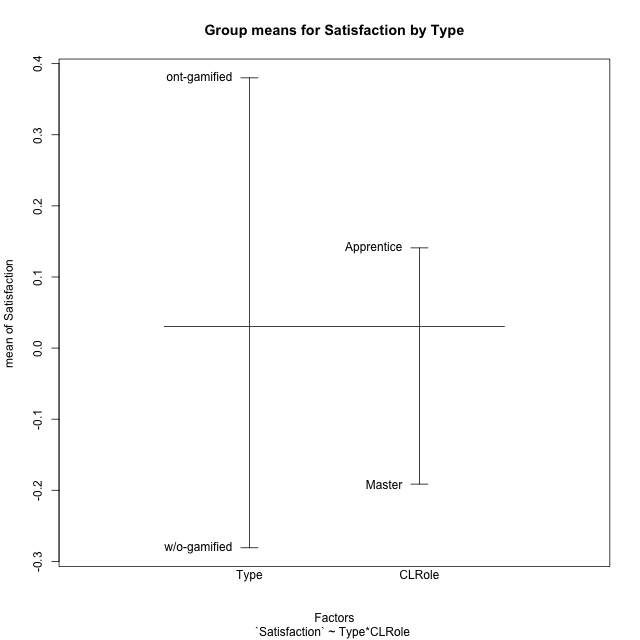 Group means for Satisfaction by Type
mean of Satisfaction
0.4
0.3
0.2
0.1
0.0
-0.1
-0.2
-0.3
ont-gamified
Apprentice
Master
w/o-gamified
Type
CLRole
Factors
`Satisfaction` ~ Type*CLRole